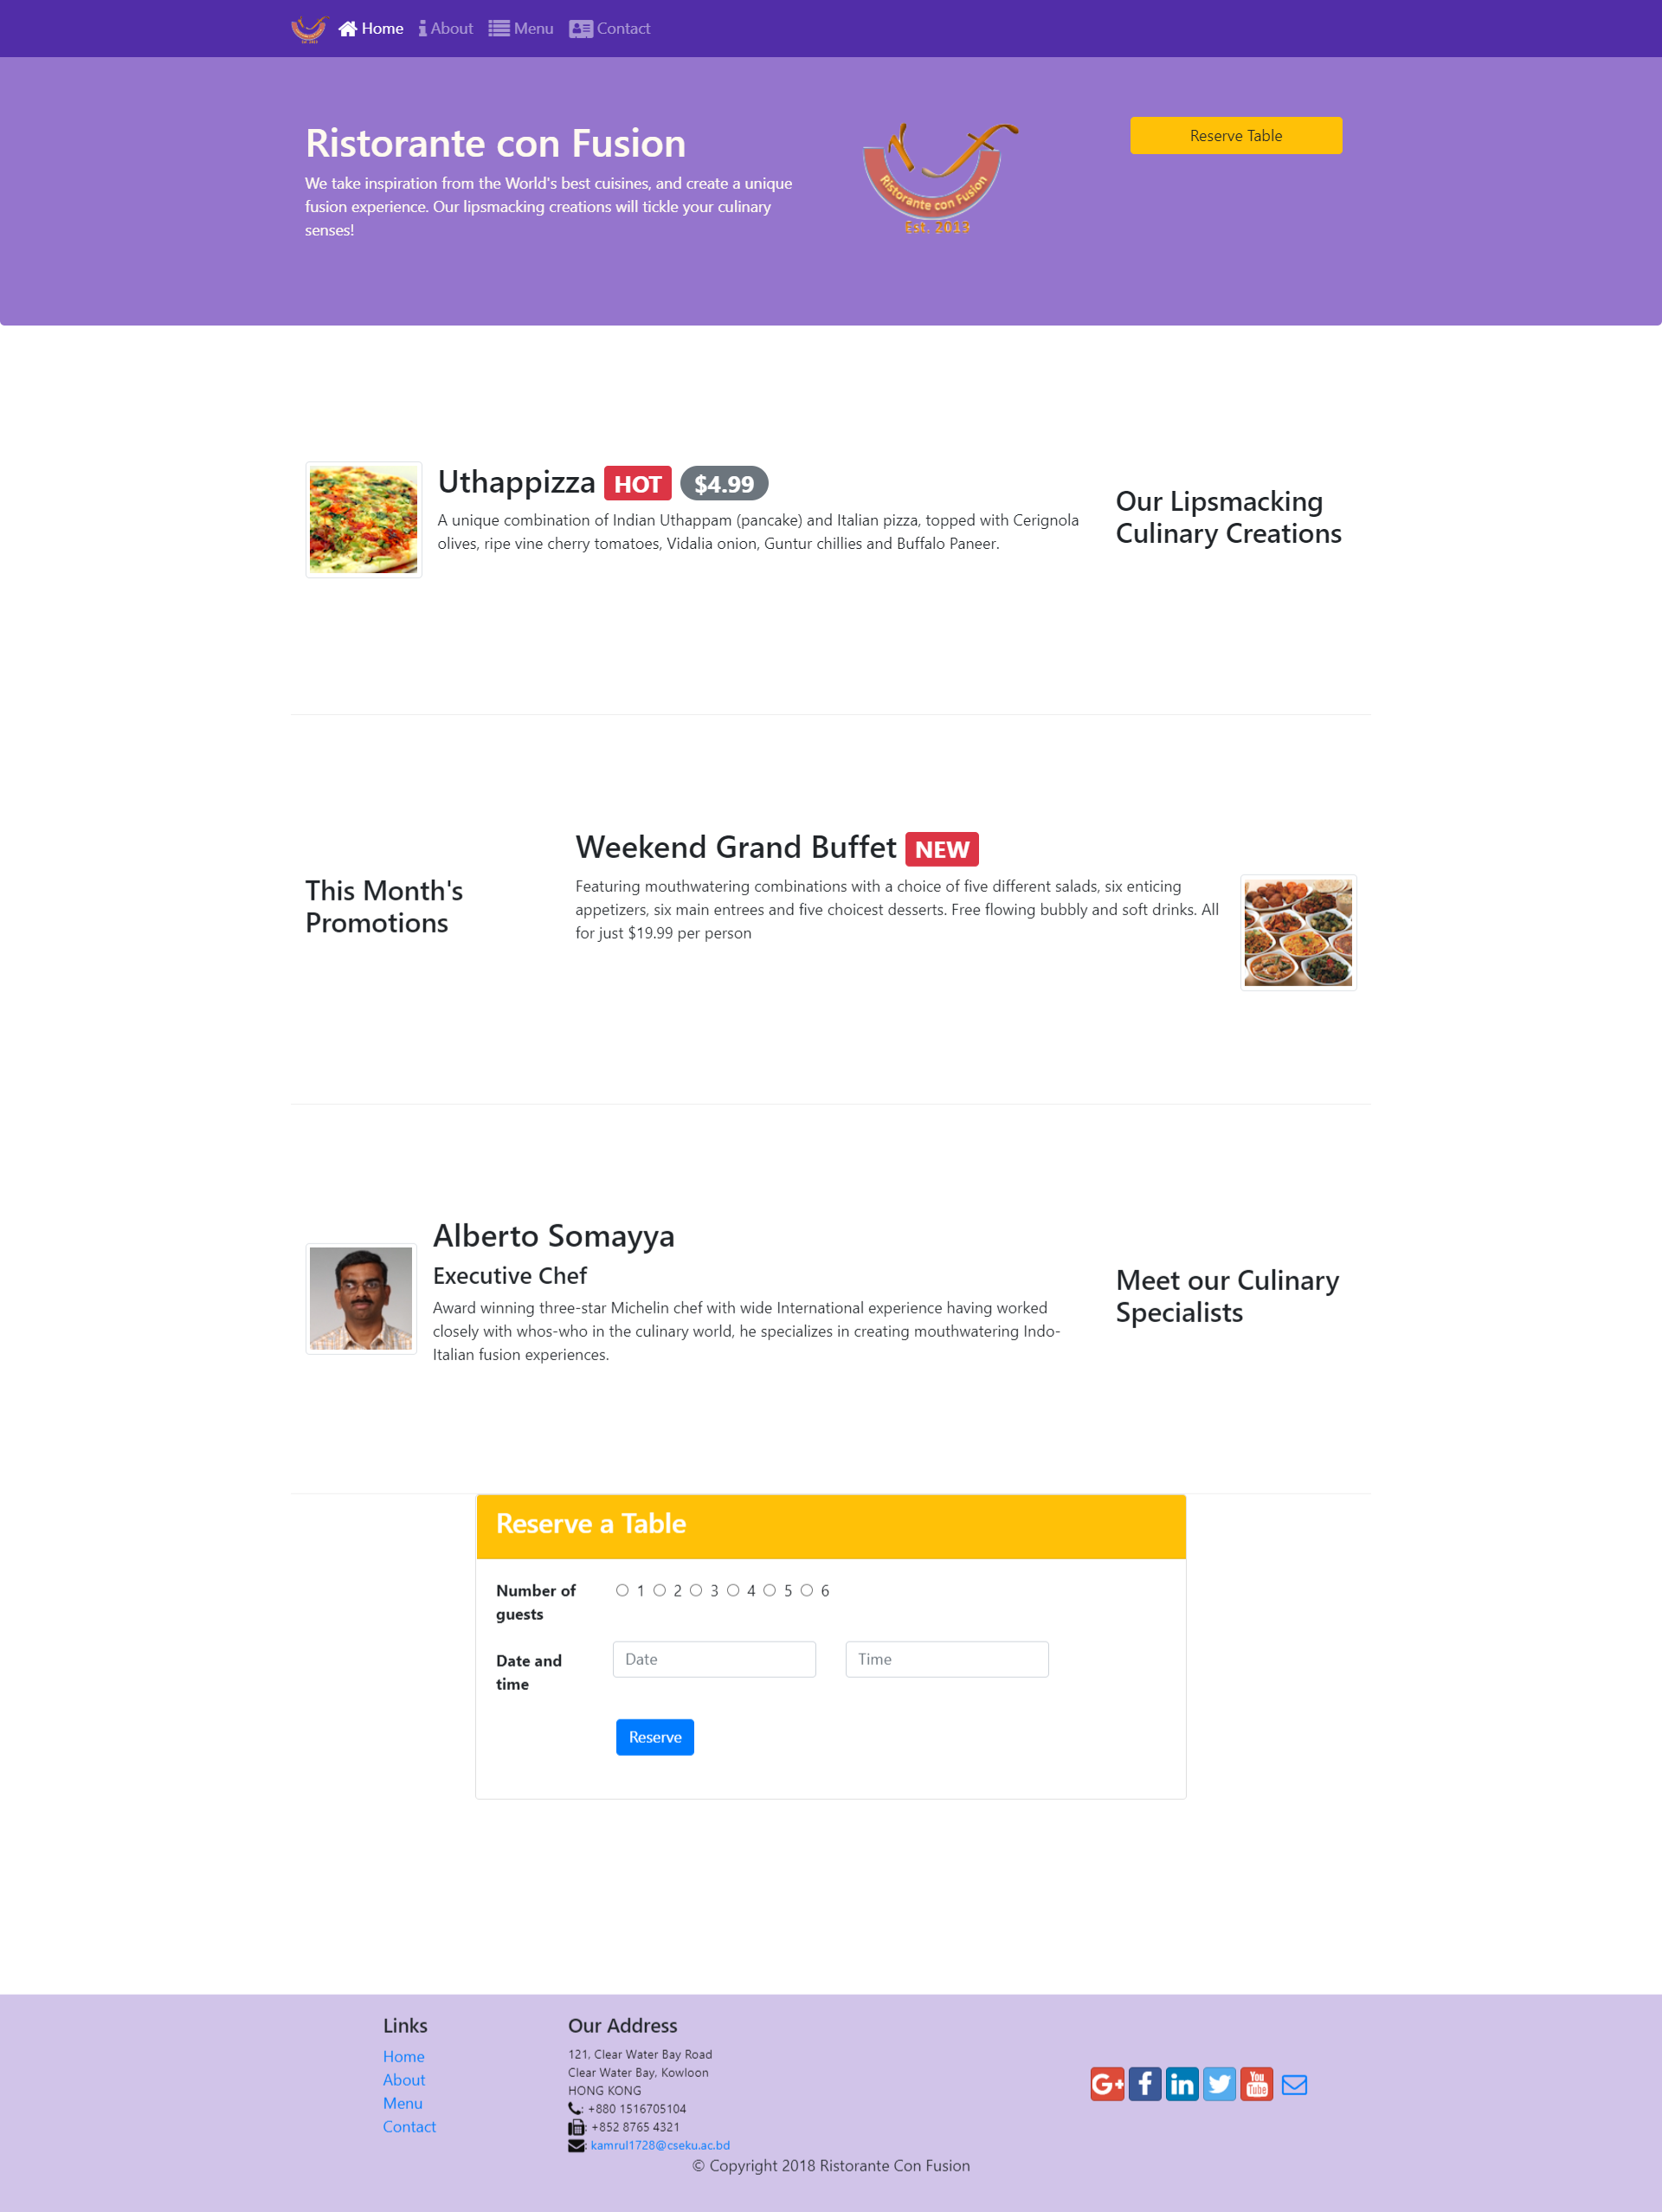 Home About Menu Contact
Ristorante con Fusion
We take inspiration from the World's best cuisines, and create a unique
fusion experience. Our lipsmacking creations will tickle your culinary
senses!
Ristorante con Fusion
Est. 2019
Reserve Table
Uthappizza HOT $4.99
A unique combination of Indian Uthappam (pancake) and Italian pizza, topped with Cerignola
olives, ripe vine cherry tomatoes, Vidalia onion, Guntur chillies and Buffalo Paneer.
Our Lipsmacking
Culinary Creations
This Month's
Promotions
Weekend Grand Buffet NEW
Featuring mouthwatering combinations with a choice of five different salads, six enticing
appetizers, six main entrees and five choicest desserts. Free flowing bubbly and soft drinks. All
for just $19.99 per person
Alberto Somayya
Executive Chef
Award winning three-star Michelin chef with wide International experience having worked
closely with whos-who in the culinary world, he specializes in creating mouthwatering Indo-
Italian fusion experiences.
Meet our Culinary
Specialists
Reserve a Table
Number of
guests
1 2 3 4 5 6
Date and
time
Date
Time
Reserve
Links
Home
About
Menu
Contact
Our Address
121, Clear Water Bay Road
Clear Water Bay, Kowloon
HONG KONG
: +880 1516705104
: +852 8765 4321
: kamrul1728@cseku.ac.bd
G+ f in You Tube
© Copyright 2018 Ristorante Con Fusion